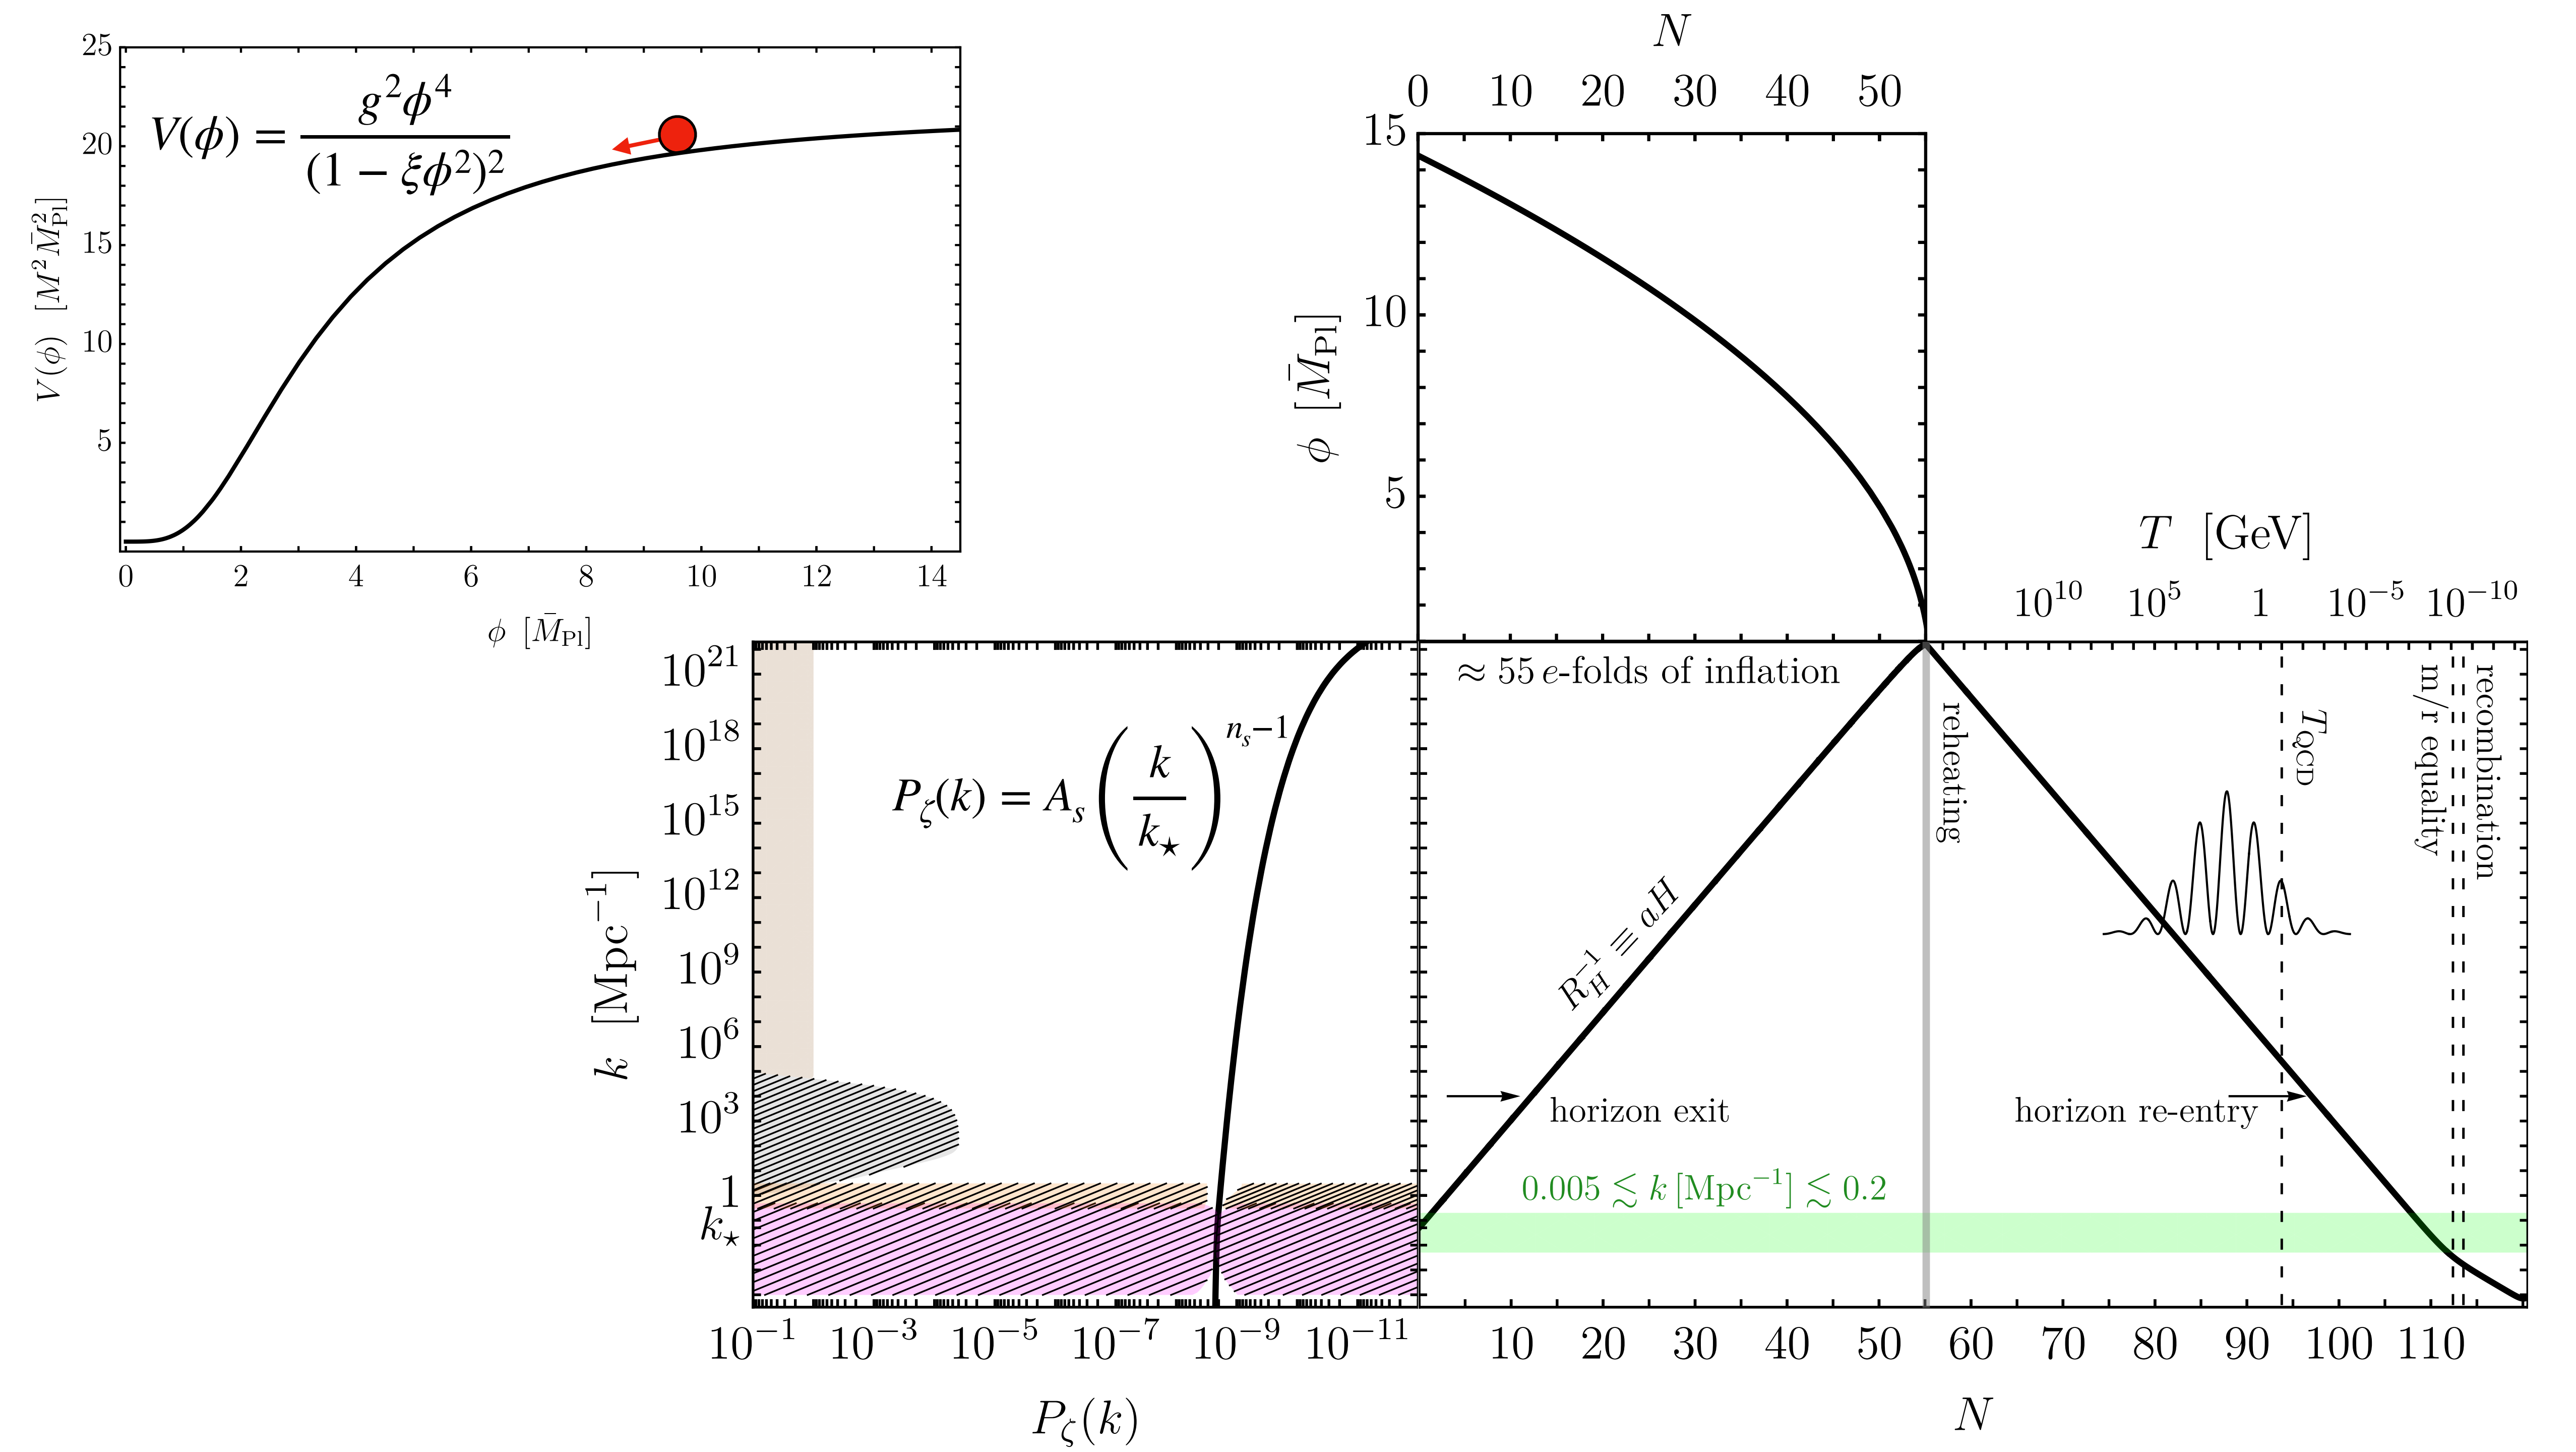 25
20
15
10
5
V(ϕ) = g²ϕ⁴ / (1 − ξϕ²)²
V(ϕ) [M² M̄²_Pl]
0 2 4 6 8 10 12 14
ϕ [M̄_Pl]
N
0 10 20 30 40 50
15
10
5
ϕ [M̄_Pl]
T [GeV]
10¹⁰ 10⁵ 1 10⁻⁵ 10⁻¹⁰
10²¹
10¹⁸
10¹⁵
10¹²
10⁹
10⁶
10³
1
k⋆
k [Mpc⁻¹]
P_ζ(k) = A_s (k / k⋆)^{n_s−1}
10⁻¹ 10⁻³ 10⁻⁵ 10⁻⁷ 10⁻⁹ 10⁻¹¹
P_ζ(k)
≈ 55 e-folds of inflation
R_H⁻¹ ≡ aH
reheating
T_QCD
m/r equality
recombination
horizon exit
horizon re-entry
0.005 ≲ k [Mpc⁻¹] ≲ 0.2
10 20 30 40 50 60 70 80 90 100 110
N